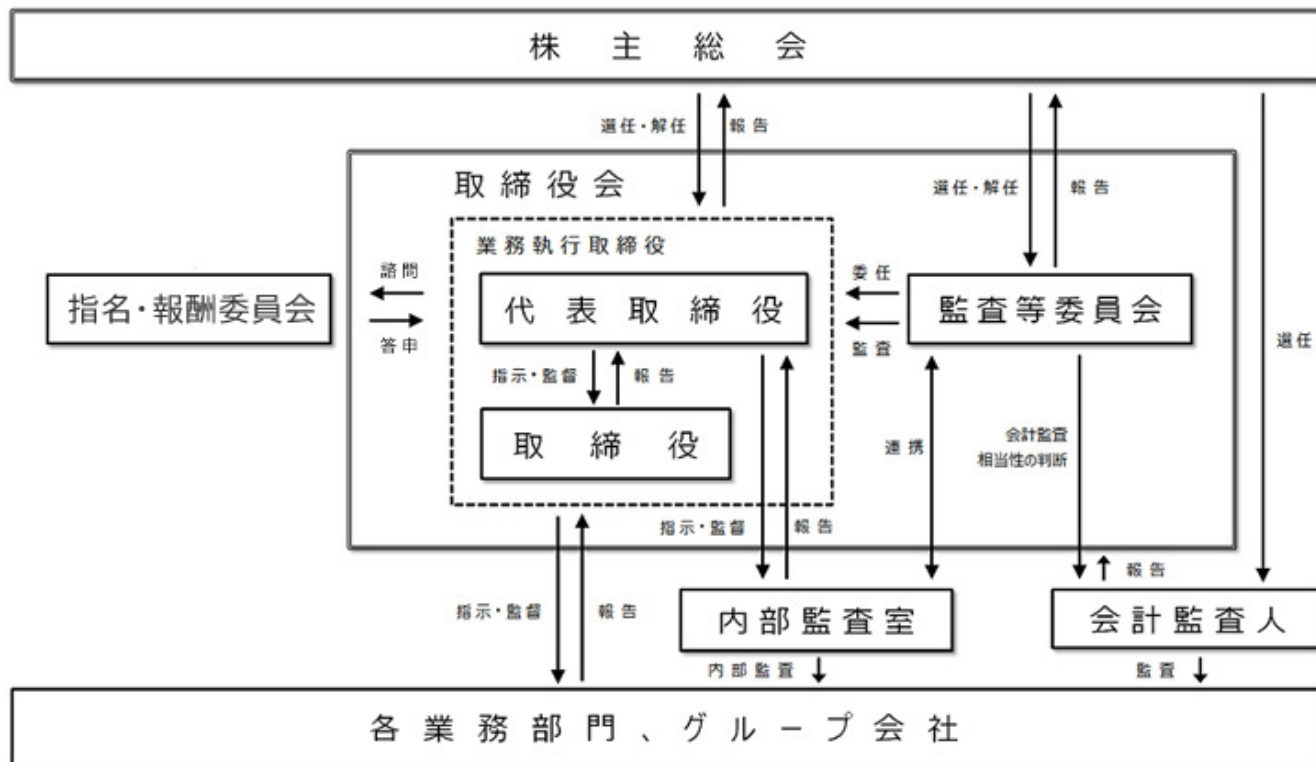 株主総会
選任・解任
報告
選任・解任
報告
選任
取締役会
業務執行取締役
指名・報酬委員会
諮問
答申
代表取締役
委任
監査
監査等委員会
指示・監督
報告
取締役
連携
会計監査
相当性の判断
指示・監督
報告
指示・監督
報告
報告
内部監査室
会計監査人
内部監査
監査
各業務部門、グループ会社